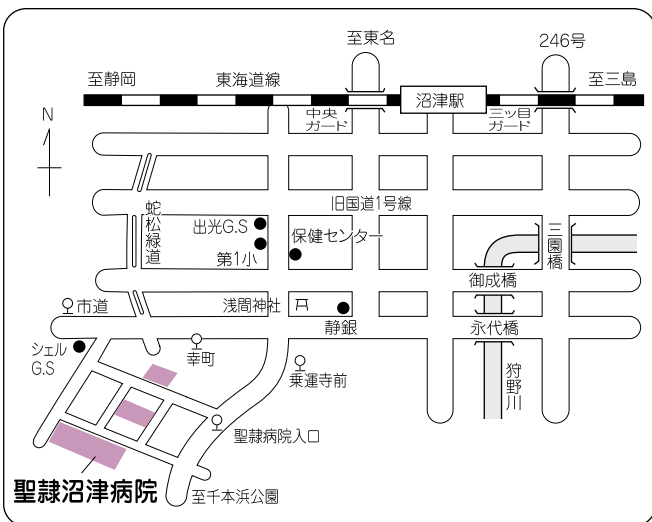 至東名
246号
至静岡
東海道線
沼津駅
至三島
N
中央
ガード
三ッ目
ガード
旧国道1号線
蛇松緑道
出光G.S
保健センター
第1小
三園橋
御成橋
市道
浅間神社
静銀
永代橋
シェル
G.S
幸町
乗運寺前
狩野川
聖隷病院入口
聖隷沼津病院
至千本浜公園